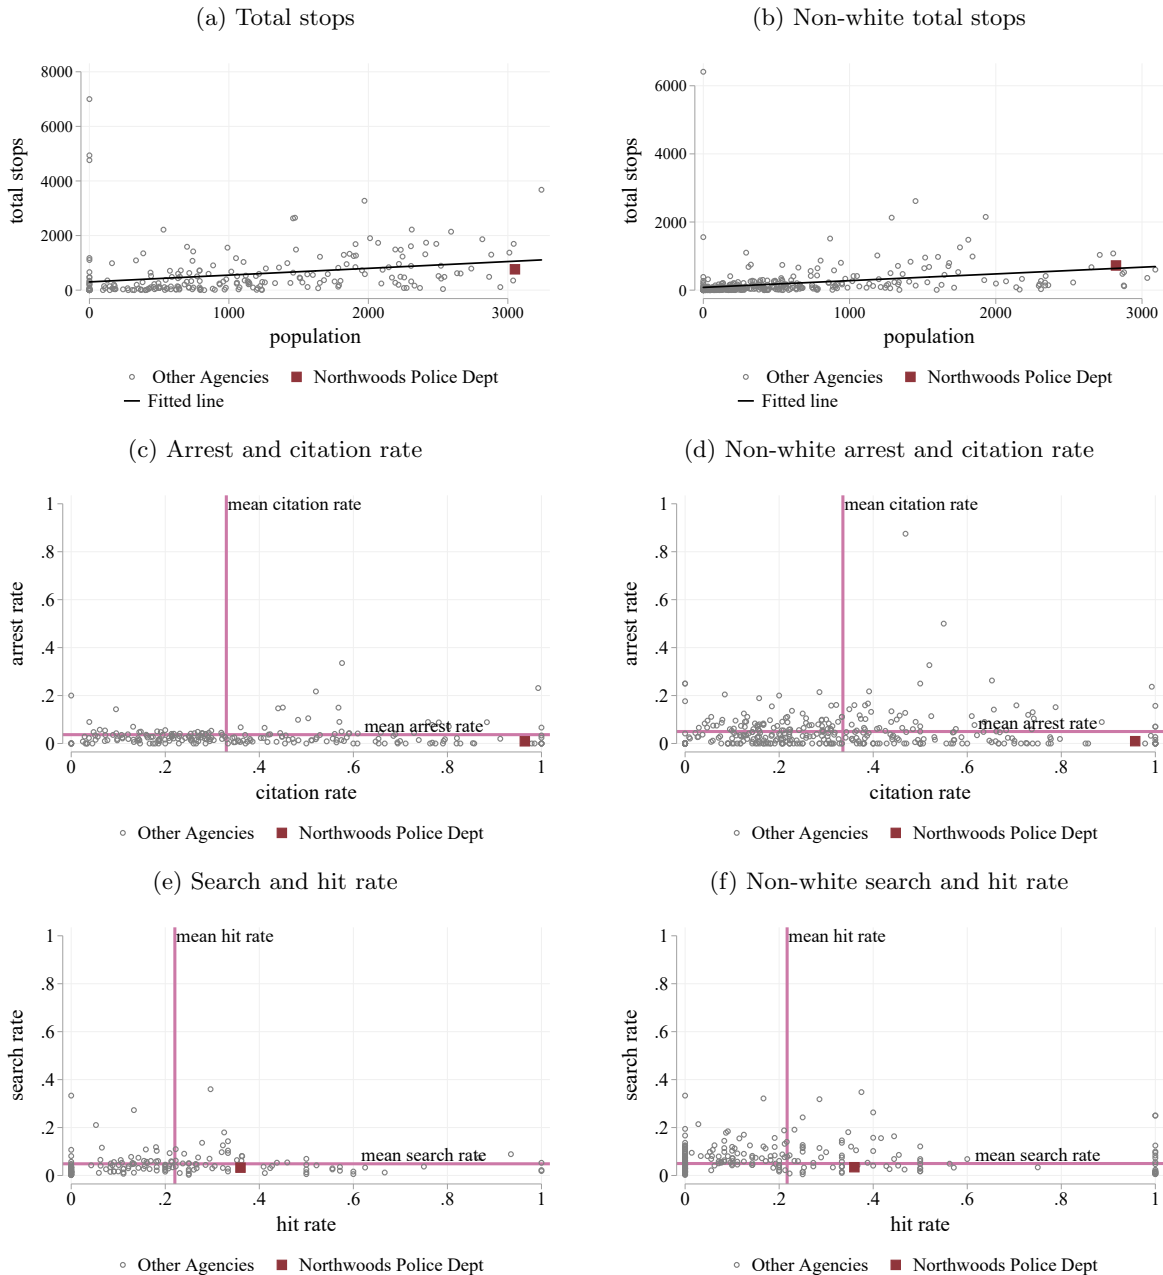 (a) Total stops
8000
6000
4000
2000
0
total stops
0 1000 2000 3000
population
Other Agencies Northwoods Police Dept
Fitted line
(b) Non-white total stops
6000
4000
2000
0
total stops
0 1000 2000 3000
population
Other Agencies Northwoods Police Dept
Fitted line
(c) Arrest and citation rate
1
.8
.6
.4
.2
0
arrest rate
mean citation rate
mean arrest rate
0 .2 .4 .6 .8 1
citation rate
Other Agencies Northwoods Police Dept
(d) Non-white arrest and citation rate
1
.8
.6
.4
.2
0
arrest rate
mean citation rate
mean arrest rate
0 .2 .4 .6 .8 1
citation rate
Other Agencies Northwoods Police Dept
(e) Search and hit rate
1
.8
.6
.4
.2
0
search rate
mean hit rate
mean search rate
0 .2 .4 .6 .8 1
hit rate
Other Agencies Northwoods Police Dept
(f) Non-white search and hit rate
1
.8
.6
.4
.2
0
search rate
mean hit rate
mean search rate
0 .2 .4 .6 .8 1
hit rate
Other Agencies Northwoods Police Dept